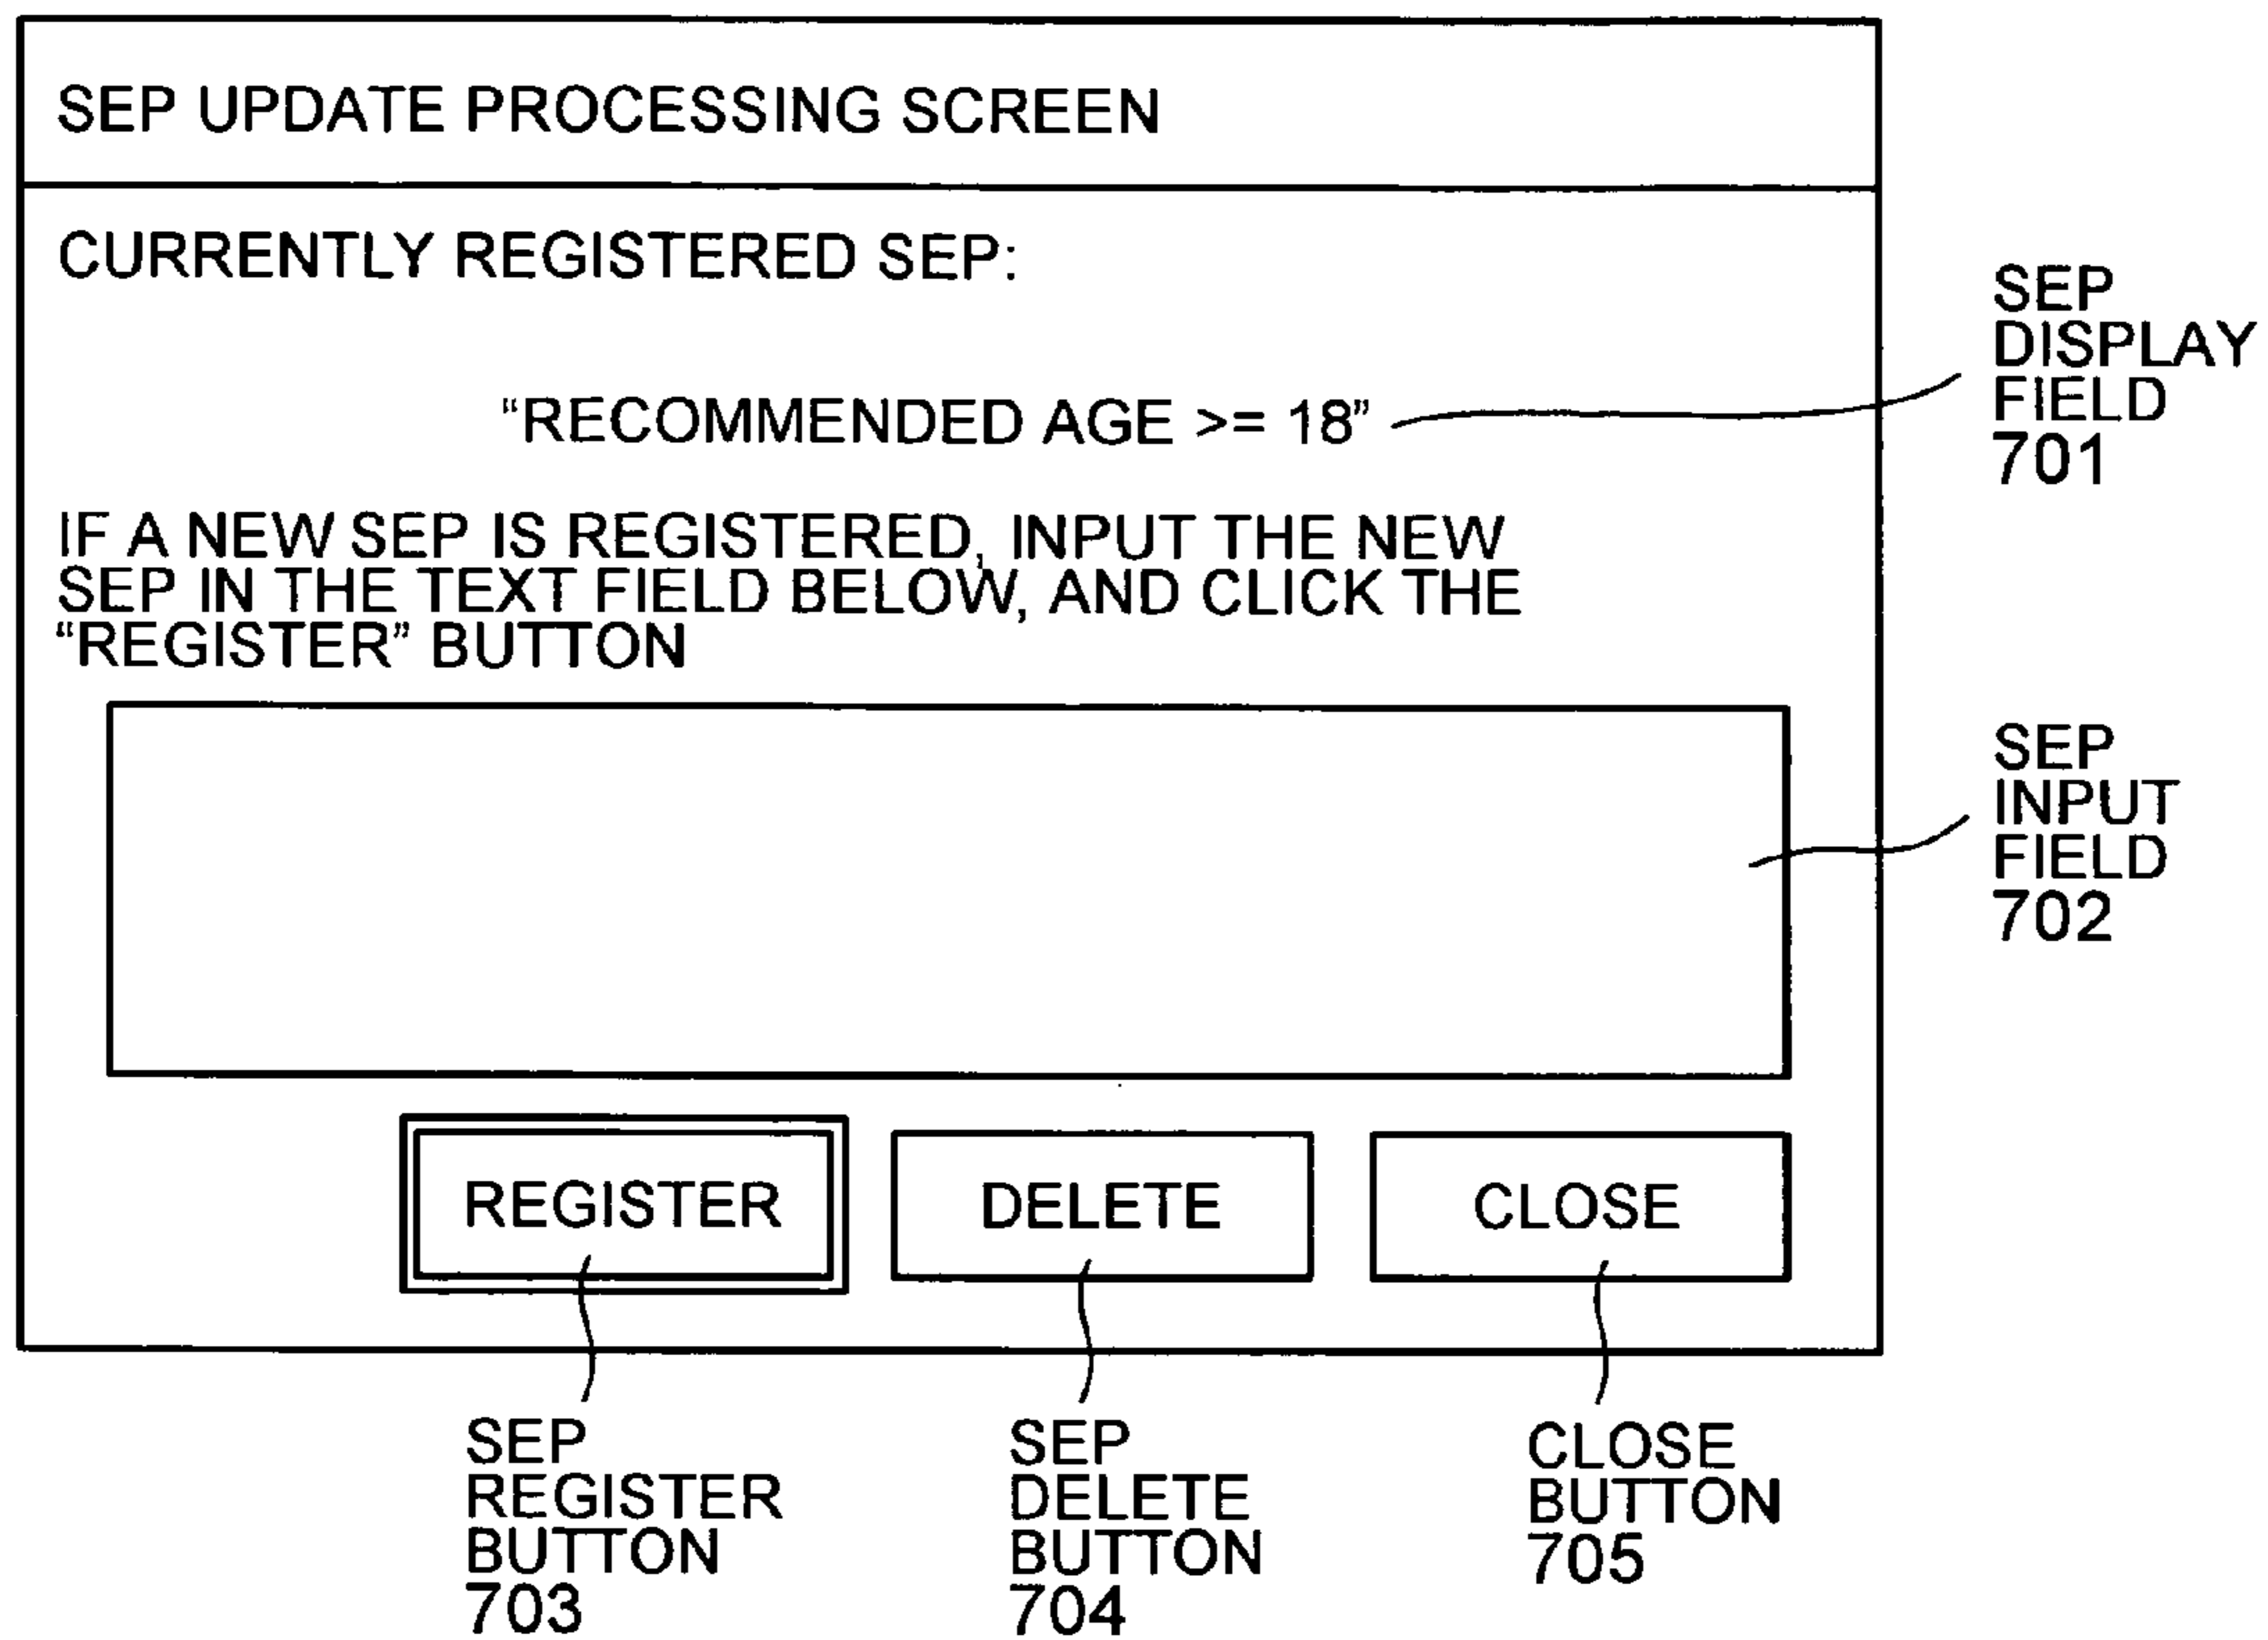 SEP UPDATE PROCESSING SCREEN
CURRENTLY REGISTERED SEP:
“RECOMMENDED AGE >= 18”
SEP
DISPLAY
FIELD
701
IF A NEW SEP IS REGISTERED, INPUT THE NEW
SEP IN THE TEXT FIELD BELOW, AND CLICK THE
“REGISTER” BUTTON
SEP
INPUT
FIELD
702
REGISTER
DELETE
CLOSE
SEP
REGISTER
BUTTON
703
SEP
DELETE
BUTTON
704
CLOSE
BUTTON
705